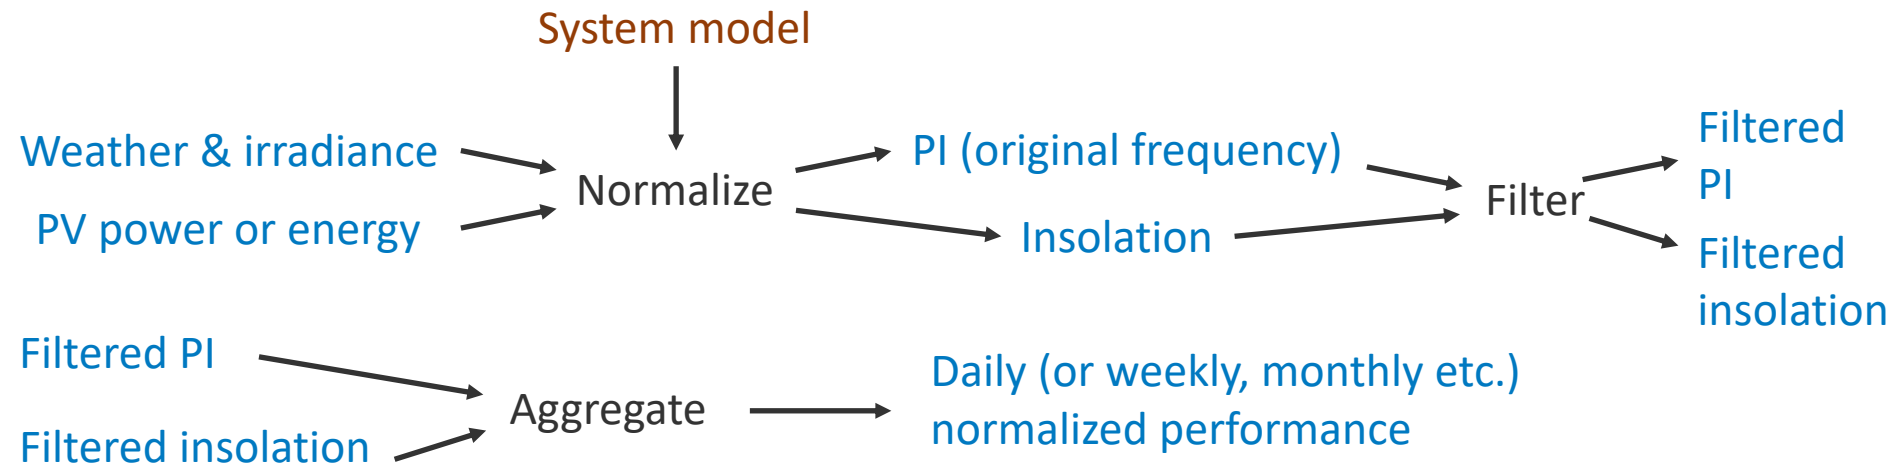 System model
Weather & irradiance
PV power or energy
Normalize
PI (original frequency)
Insolation
Filter
Filtered
PI
Filtered
insolation
Filtered PI
Filtered insolation
Aggregate
Daily (or weekly, monthly etc.)
normalized performance